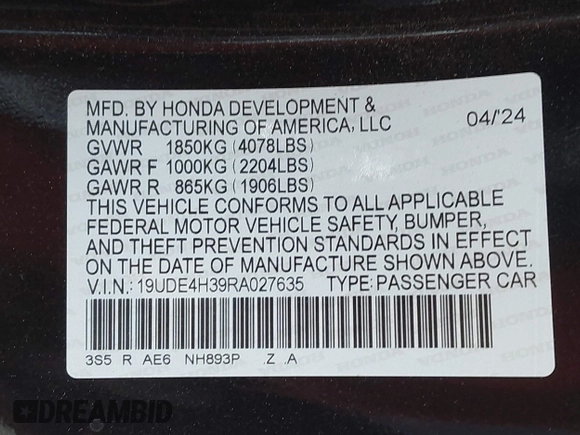 MFD. BY HONDA DEVELOPMENT &
MANUFACTURING OF AMERICA, LLC 04/'24
GVWR 1850KG (4078LBS)
GAWR F 1000KG (2204LBS)
GAWR R 865KG (1906LBS)
THIS VEHICLE CONFORMS TO ALL APPLICABLE
FEDERAL MOTOR VEHICLE SAFETY, BUMPER,
AND THEFT PREVENTION STANDARDS IN EFFECT
ON THE DATE OF MANUFACTURE SHOWN ABOVE.
V.I.N.: 19UDE4H39RA027635 TYPE: PASSENGER CAR
3S5 R AE6 NH893P .Z .A
DREAMBID